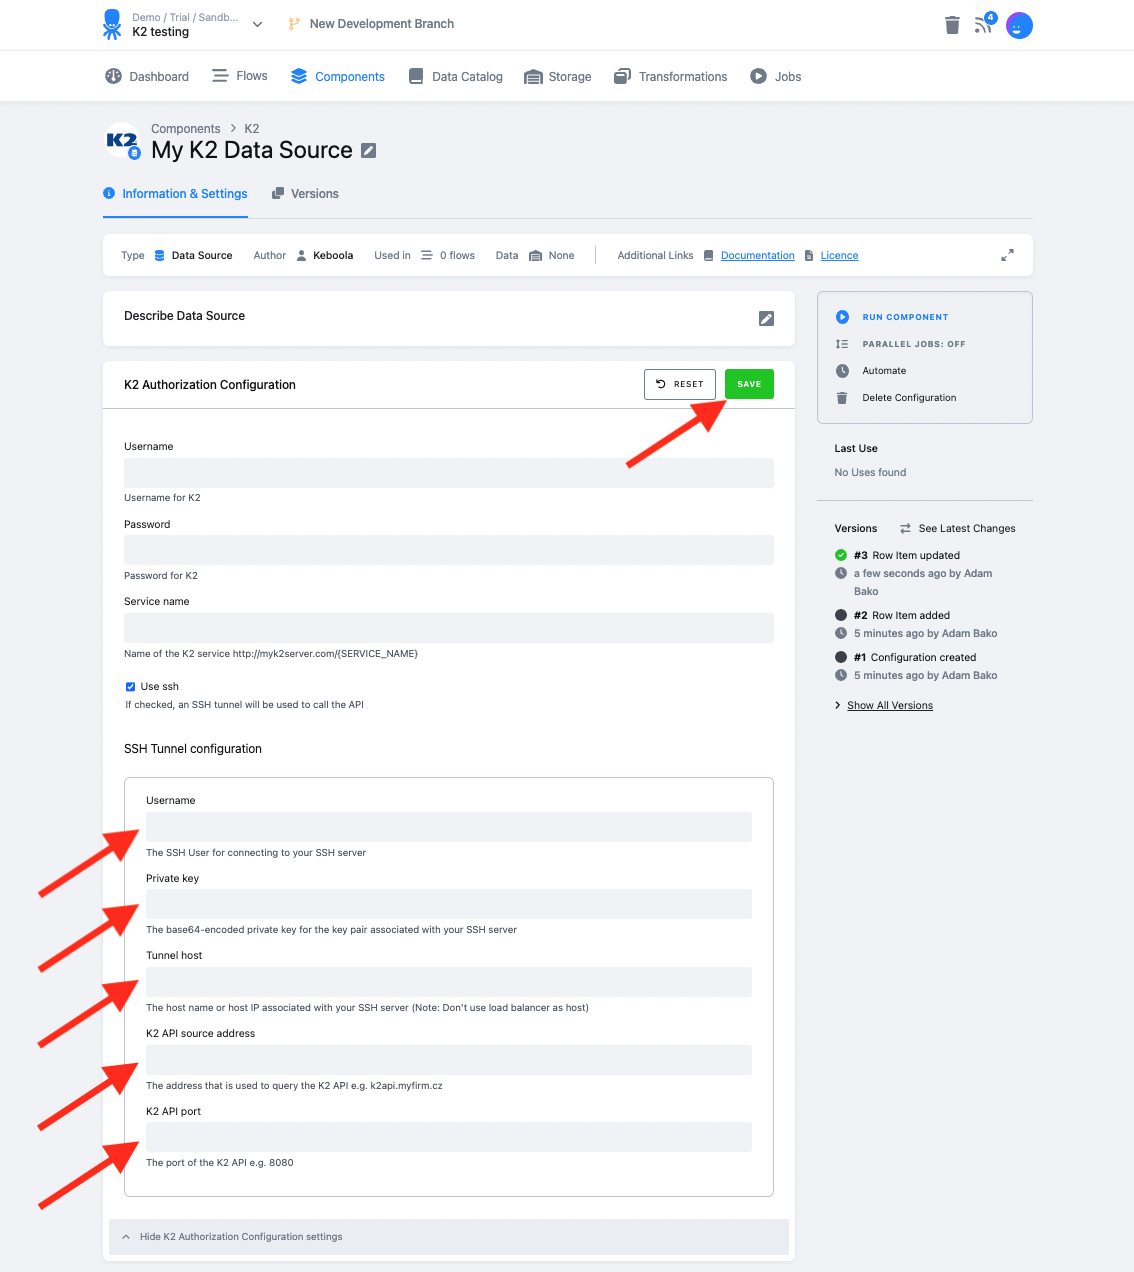 Demo / Trial / Sandb...
K2 testing
New Development Branch
4
Dashboard
Flows
Components
Data Catalog
Storage
Transformations
Jobs
K2
Components
K2
My K2 Data Source
Information & Settings
Versions
Type
Data Source
Author
Keboola
Used in
0 flows
Data
None
Additional Links
Documentation
Licence
Describe Data Source
K2 Authorization Configuration
RESET
SAVE
Username
Username for K2
Password
Password for K2
Service name
Name of the K2 service http://myk2server.com/{SERVICE_NAME}
Use ssh
If checked, an SSH tunnel will be used to call the API
SSH Tunnel configuration
Username
The SSH User for connecting to your SSH server
Private key
The base64-encoded private key for the key pair associated with your SSH server
Tunnel host
The host name or host IP associated with your SSH server (Note: Don't use load balancer as host)
K2 API source address
The address that is used to query the K2 API e.g. k2api.myfirm.cz
K2 API port
The port of the K2 API e.g. 8080
Hide K2 Authorization Configuration settings
RUN COMPONENT
PARALLEL JOBS: OFF
Automate
Delete Configuration
Last Use
No Uses found
Versions
See Latest Changes
#3 Row Item updated
a few seconds ago by Adam
Bako
#2 Row Item added
5 minutes ago by Adam Bako
#1 Configuration created
5 minutes ago by Adam Bako
Show All Versions